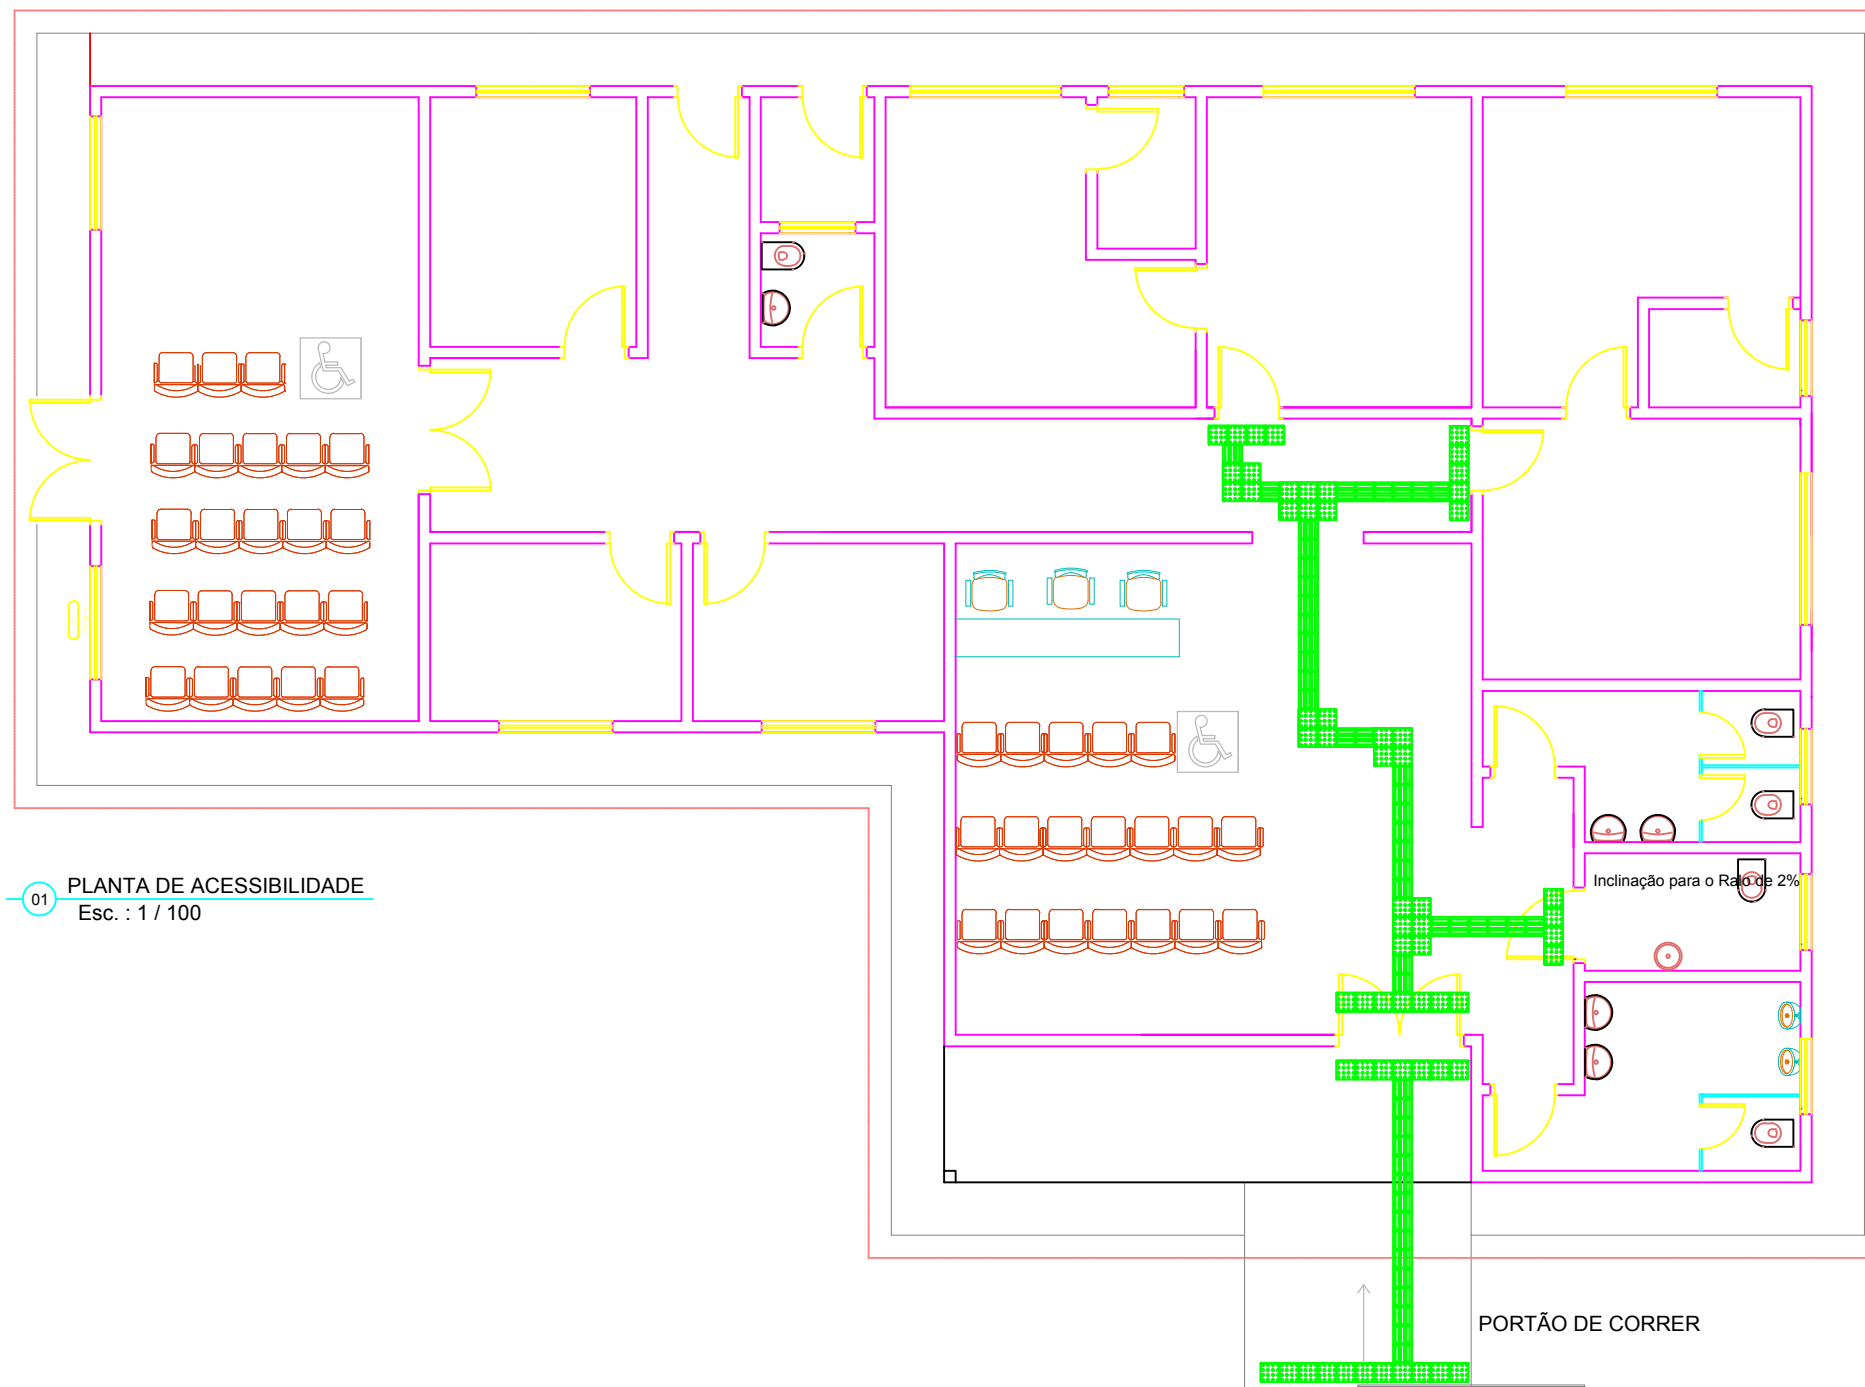 Inclinação para o Ralo de 2%
01
PLANTA DE ACESSIBILIDADE
Esc. : 1 / 100
PORTÃO DE CORRER